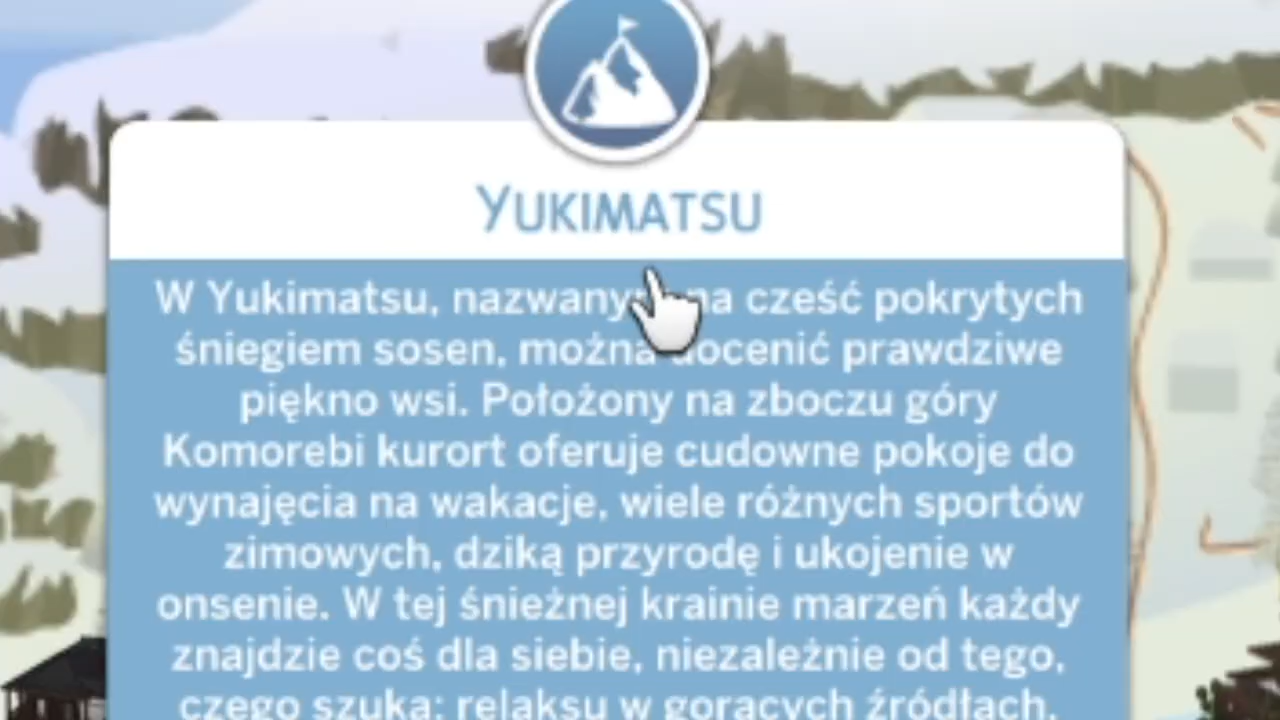 YUKIMATSU
W Yukimatsu, nazwany na cześć pokrytych
śniegiem sosen, można docenić prawdziwe
piękno wsi. Położony na zboczu góry
Komorebi kurort oferuje cudowne pokoje do
wynajęcia na wakacje, wiele różnych sportów
zimowych, dziką przyrodę i ukojenie w
onsenie. W tej śnieżnej krainie marzeń każdy
znajdzie coś dla siebie, niezależnie od tego,
czego szuka: relaksu w gorących źródłach,